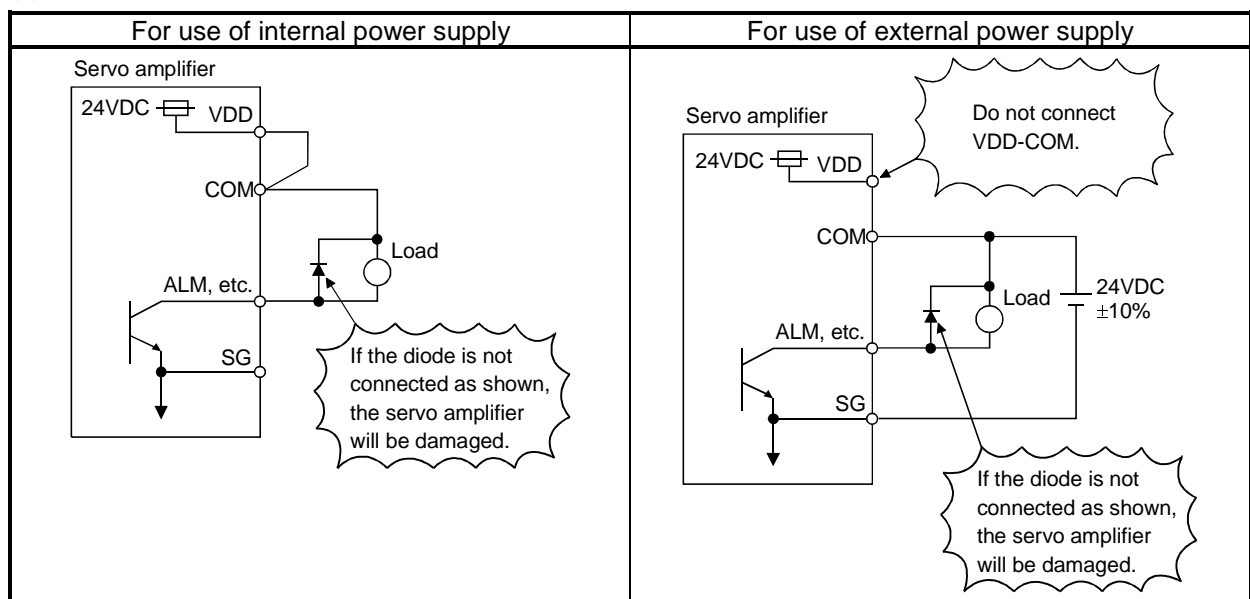 For use of internal power supply
For use of external power supply
Servo amplifier
24VDC
VDD
COM
Load
ALM, etc.
SG
If the diode is not
connected as shown,
the servo amplifier
will be damaged.
Servo amplifier
Do not connect
VDD-COM.
24VDC
VDD
COM
Load
24VDC
±10%
ALM, etc.
SG
If the diode is not
connected as shown,
the servo amplifier
will be damaged.